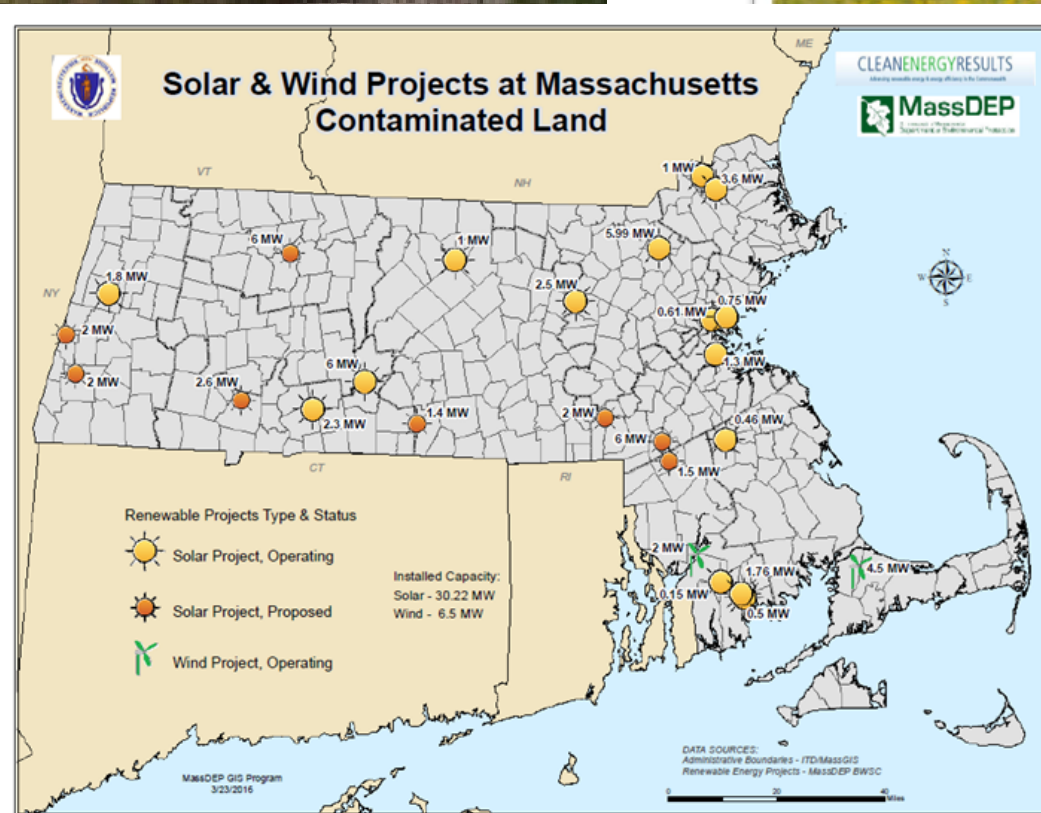 Solar & Wind Projects at Massachusetts
Contaminated Land
CLEANENERGYRESULTS
MassDEP
ME
VT
NH
NY
CT
RI
N
W
E
S
1 MW
3.6 MW
6 MW
1 MW
5.99 MW
1.8 MW
2.5 MW
0.75 MW
0.61 MW
2 MW
1.3 MW
2 MW
6 MW
2.6 MW
2.3 MW
1.4 MW
2 MW
0.46 MW
6 MW
1.5 MW
2 MW
1.76 MW
4.5 MW
0.15 MW
0.5 MW
Renewable Projects Type & Status
Solar Project, Operating
Solar Project, Proposed
Wind Project, Operating
Installed Capacity:
Solar - 30.22 MW
Wind - 6.5 MW
MassDEP GIS Program
3/23/2016
DATA SOURCES:
Administrative Boundaries - ITD/MassGIS
Renewable Energy Projects - MassDEP BWSC
0 20 40
Miles